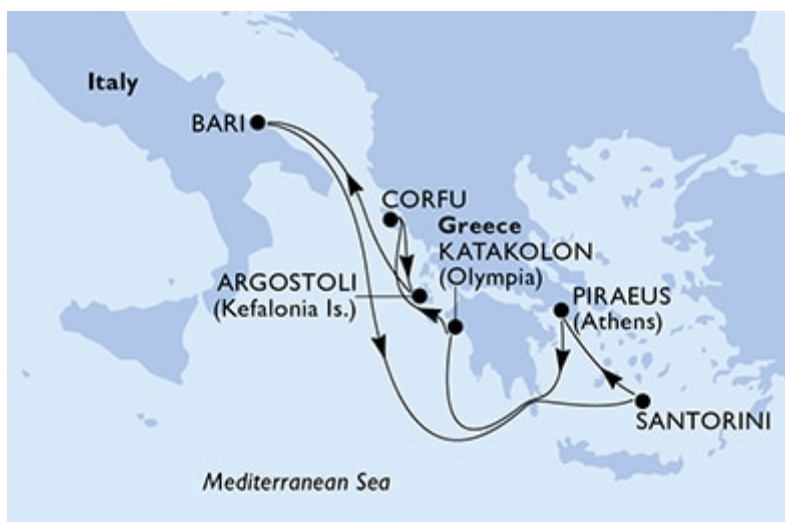 Italy
BARI
CORFU
Greece
KATAKOLON
(Olympia)
ARGOSTOLI
(Kefalonia Is.)
PIRAEUS
(Athens)
SANTORINI
Mediterranean Sea